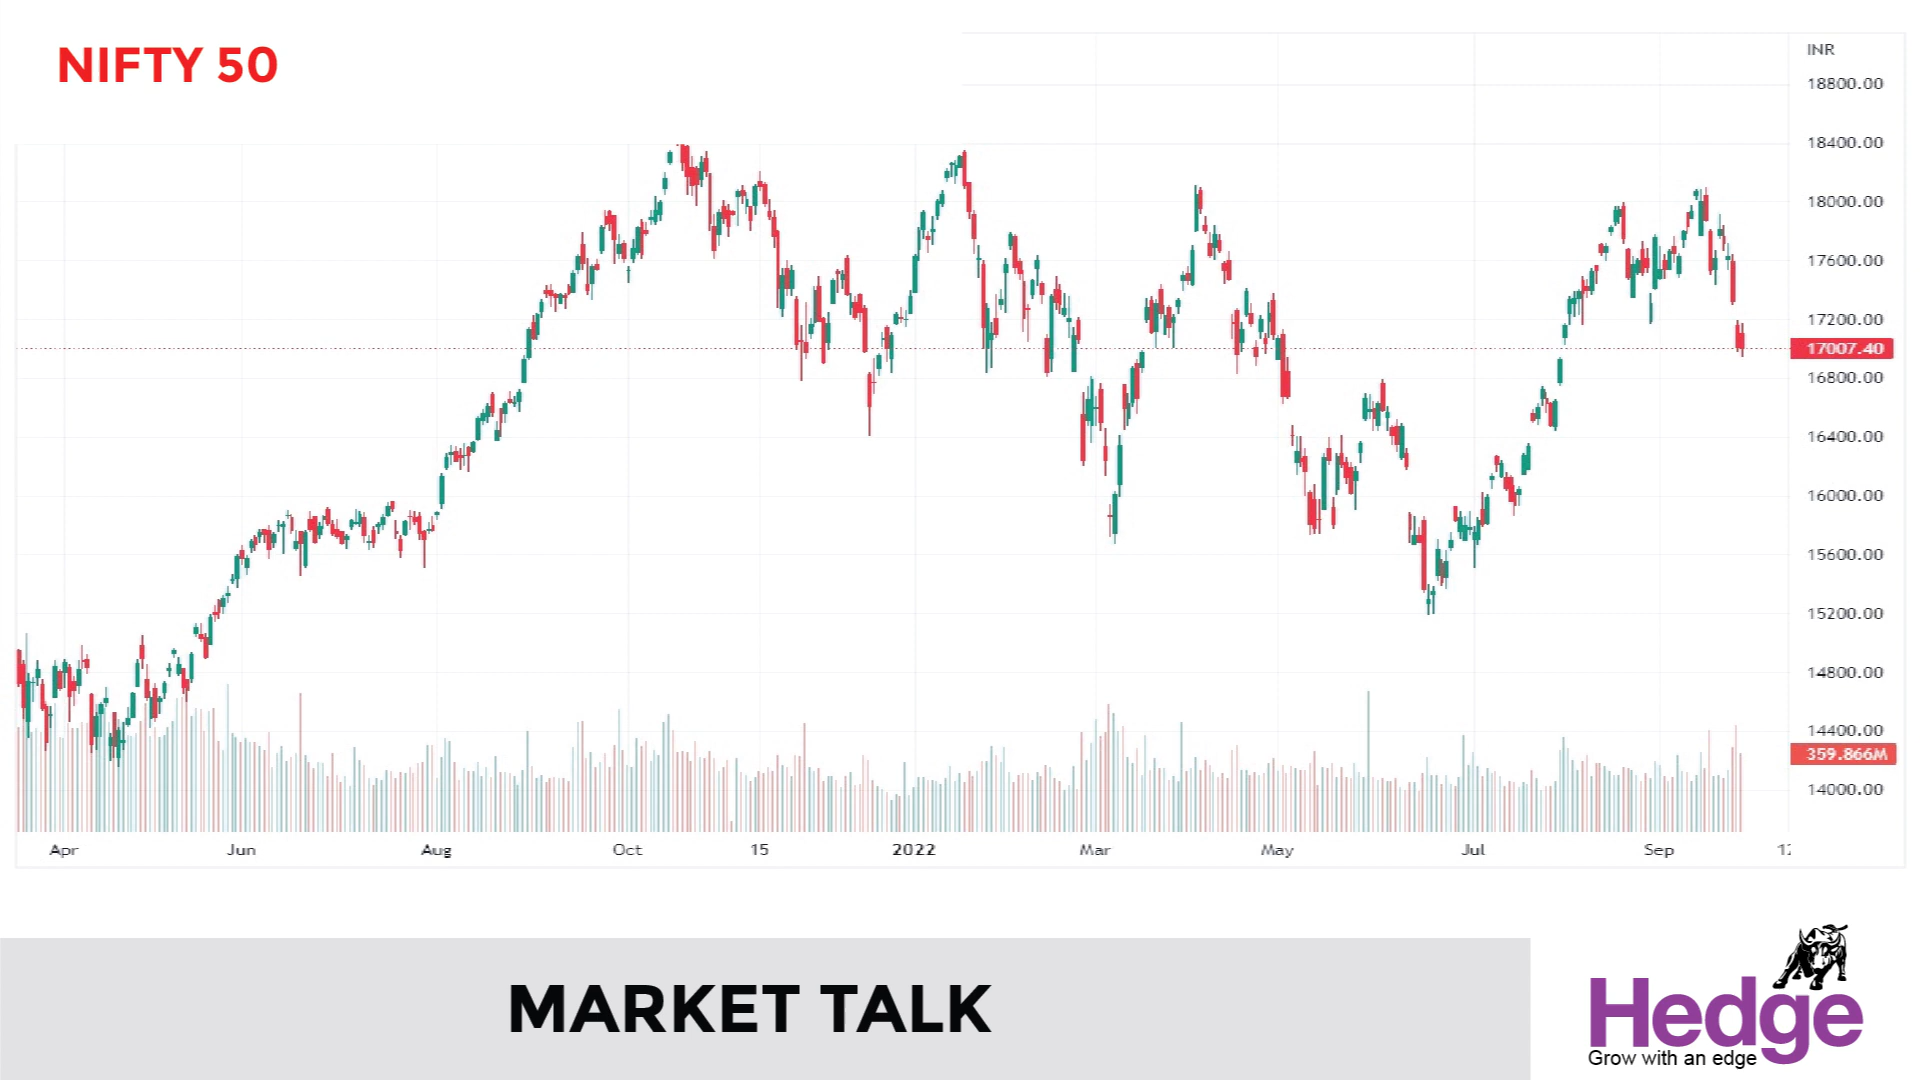 NIFTY 50
INR
18800.00
18400.00
18000.00
17600.00
17200.00
17007.40
16800.00
16400.00
16000.00
15600.00
15200.00
14800.00
14400.00
359.866M
14000.00
Apr Jun Aug Oct 15 2022 Mar May Jul Sep
MARKET TALK
Hedge
Grow with an edge